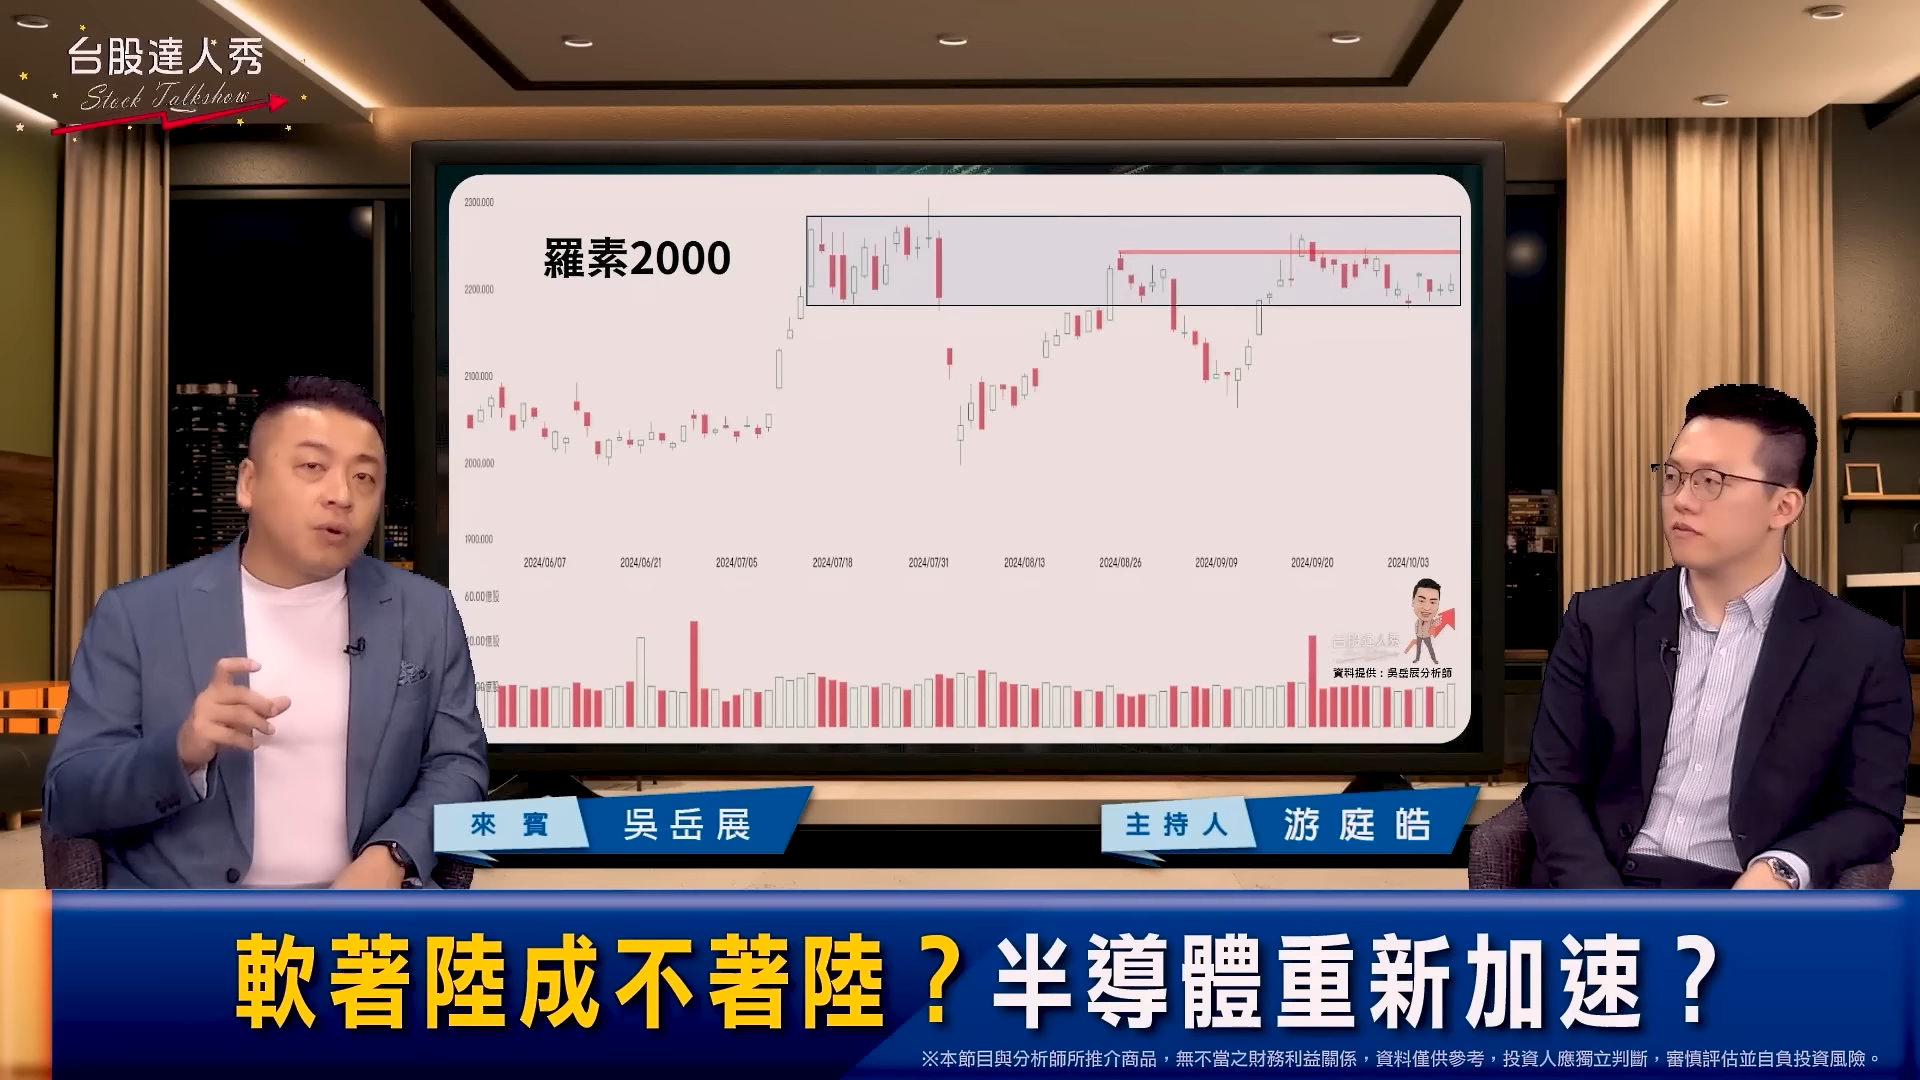 台股達人秀
Stock Talkshow
羅素2000
2300.000
2200.000
2100.000
2000.000
1900.000
2024/06/07 2024/06/21 2024/07/05 2024/07/18 2024/07/31 2024/08/13 2024/08/26 2024/09/09 2024/09/20 2024/10/03
60.00億股
台股達人秀
資料提供：吳岳展分析師
來賓 吳岳展
主持人 游庭皓
軟著陸成不著陸？半導體重新加速？
※本節目與分析師所推介商品，無不當之財務利益關係，資料僅供參考，投資人應獨立判斷，審慎評估並自負投資風險。